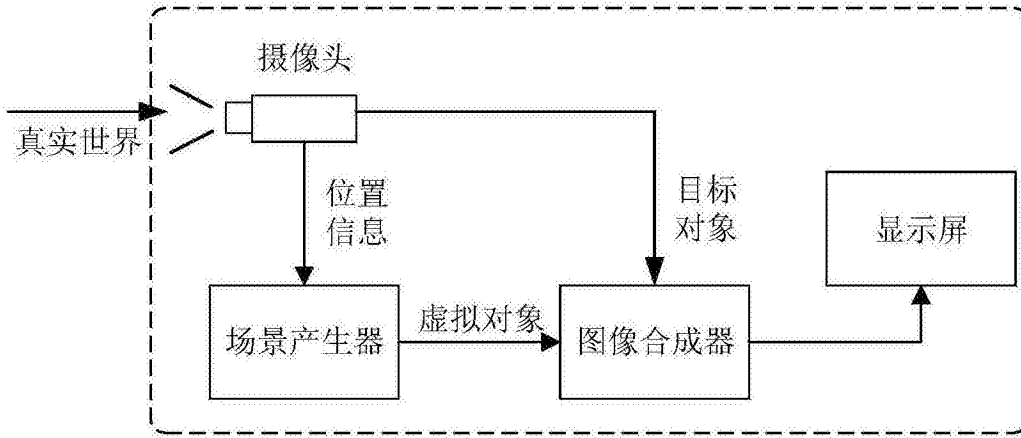 摄像头
真实世界
位置
信息
目标
对象
显示屏
场景产生器
虚拟对象
图像合成器